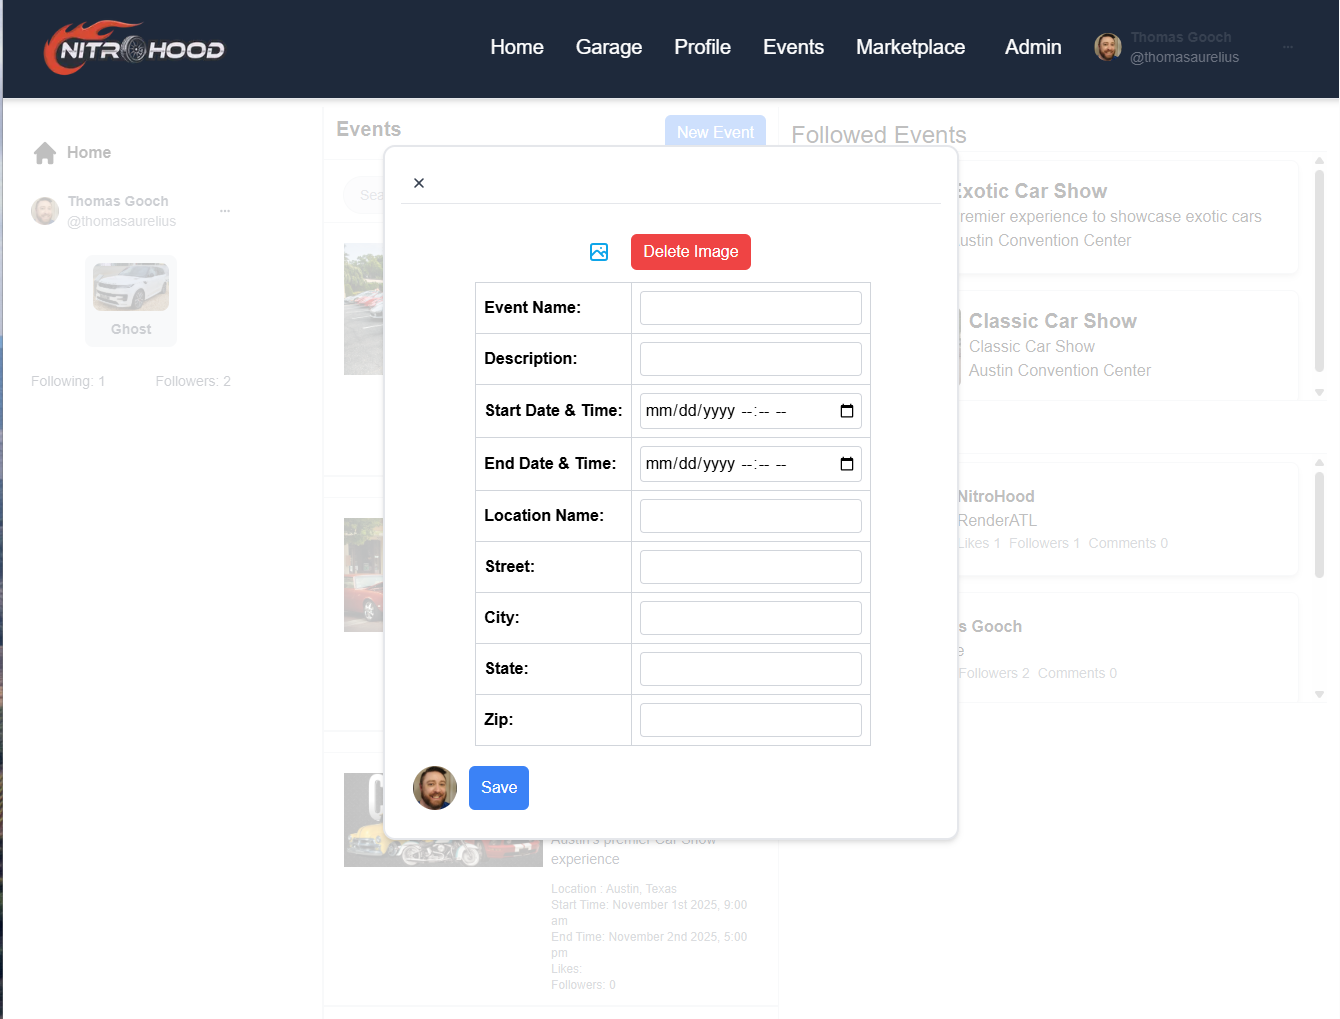 NITROHOOD
Home Garage Profile Events Marketplace Admin
Thomas Gooch
@thomasaurelius
...
Home
Thomas Gooch
@thomasaurelius
...
Ghost
Following: 1 Followers: 2
Events
New Event
Followed Events
Sea
×
Delete Image
Event Name:
Description:
Start Date & Time: mm/dd/yyyy --:-- --
End Date & Time: mm/dd/yyyy --:-- --
Location Name:
Street:
City:
State:
Zip:
Save
Exotic Car Show
remier experience to showcase exotic cars
ustin Convention Center
Classic Car Show
Classic Car Show
Austin Convention Center
NitroHood
RenderATL
Likes 1 Followers 1 Comments 0
s Gooch
e
Followers 2 Comments 0
Austin's premier Car Show
experience
Location : Austin, Texas
Start Time: November 1st 2025, 9:00
am
End Time: November 2nd 2025, 5:00
pm
Likes:
Followers: 0